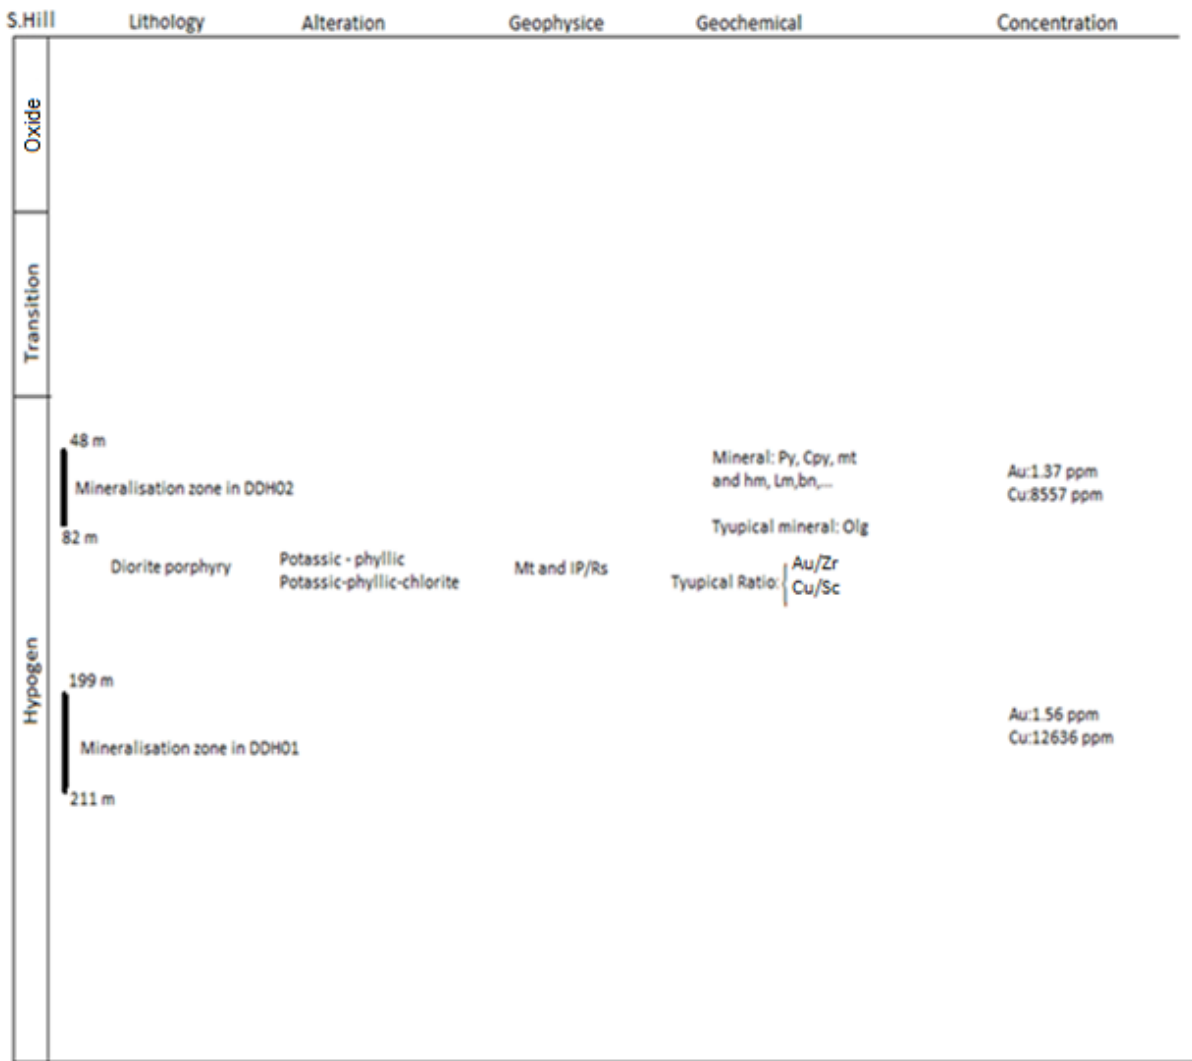 S.Hill Lithology Alteration Geophysice Geochemical Concentration
Oxide
Transition
Hypogen
48 m
Mineralisation zone in DDH02
82 m
Mineral: Py, Cpy, mt
and hm, Lm,bn,...
Au:1.37 ppm
Cu:8557 ppm
Tyupical mineral: Olg
Diorite porphyry
Potassic - phyllic
Potassic-phyllic-chlorite
Mt and IP/Rs
Tyupical Ratio:
Au/Zr
Cu/Sc
199 m
Mineralisation zone in DDH01
211 m
Au:1.56 ppm
Cu:12636 ppm